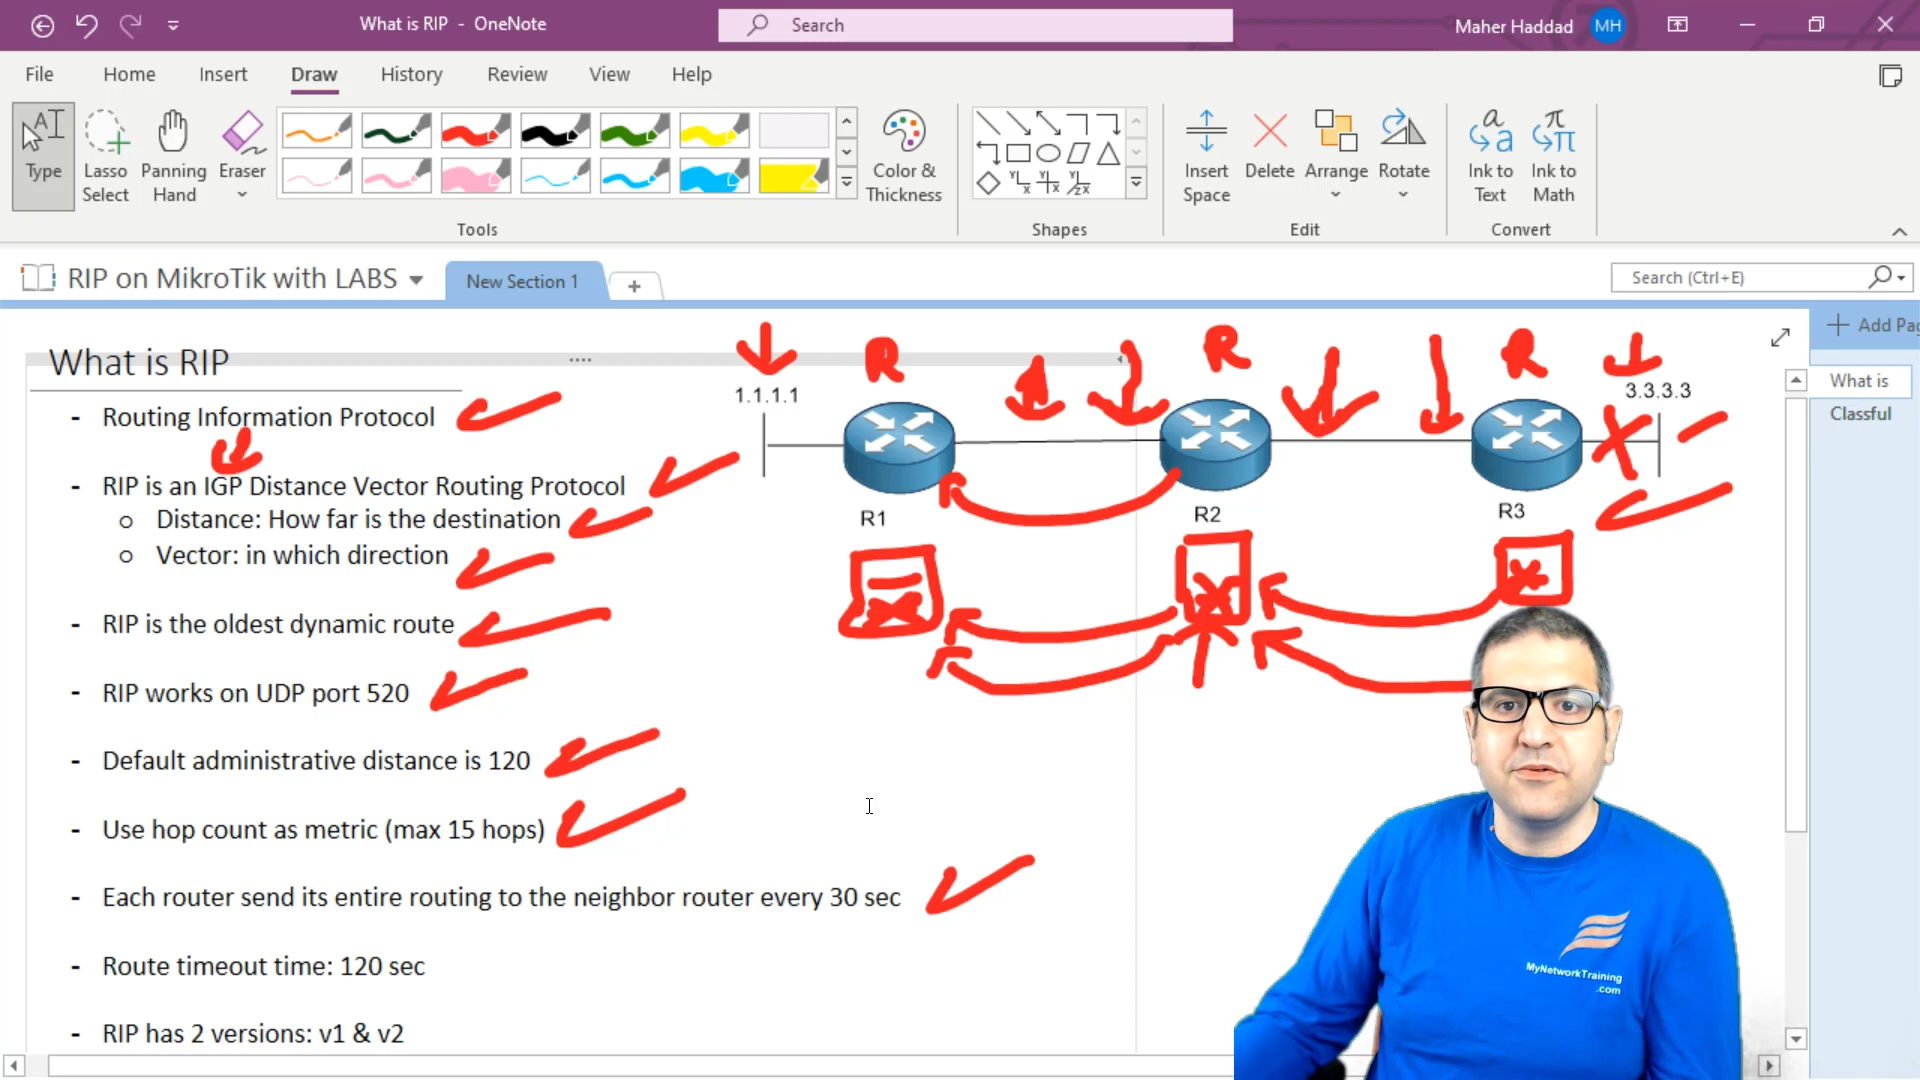 What is RIP - OneNote
Search
Maher Haddad
MH
File
Home
Insert
Draw
History
Review
View
Help
Type
Lasso
Select
Panning
Hand
Eraser
Color &
Thickness
Insert
Space
Delete
Arrange
Rotate
Ink to
Text
Ink to
Math
Tools
Shapes
Edit
Convert
RIP on MikroTik with LABS
New Section 1
Search (Ctrl+E)
Add Pag
What is
Classful
What is RIP
- Routing Information Protocol
- RIP is an IGP Distance Vector Routing Protocol
o Distance: How far is the destination
o Vector: in which direction
- RIP is the oldest dynamic route
- RIP works on UDP port 520
- Default administrative distance is 120
- Use hop count as metric (max 15 hops)
- Each router send its entire routing to the neighbor router every 30 sec
- Route timeout time: 120 sec
- RIP has 2 versions: v1 & v2
R
R
R
1.1.1.1
3.3.3.3
R1
R2
R3
MyNetworkTraining
.com